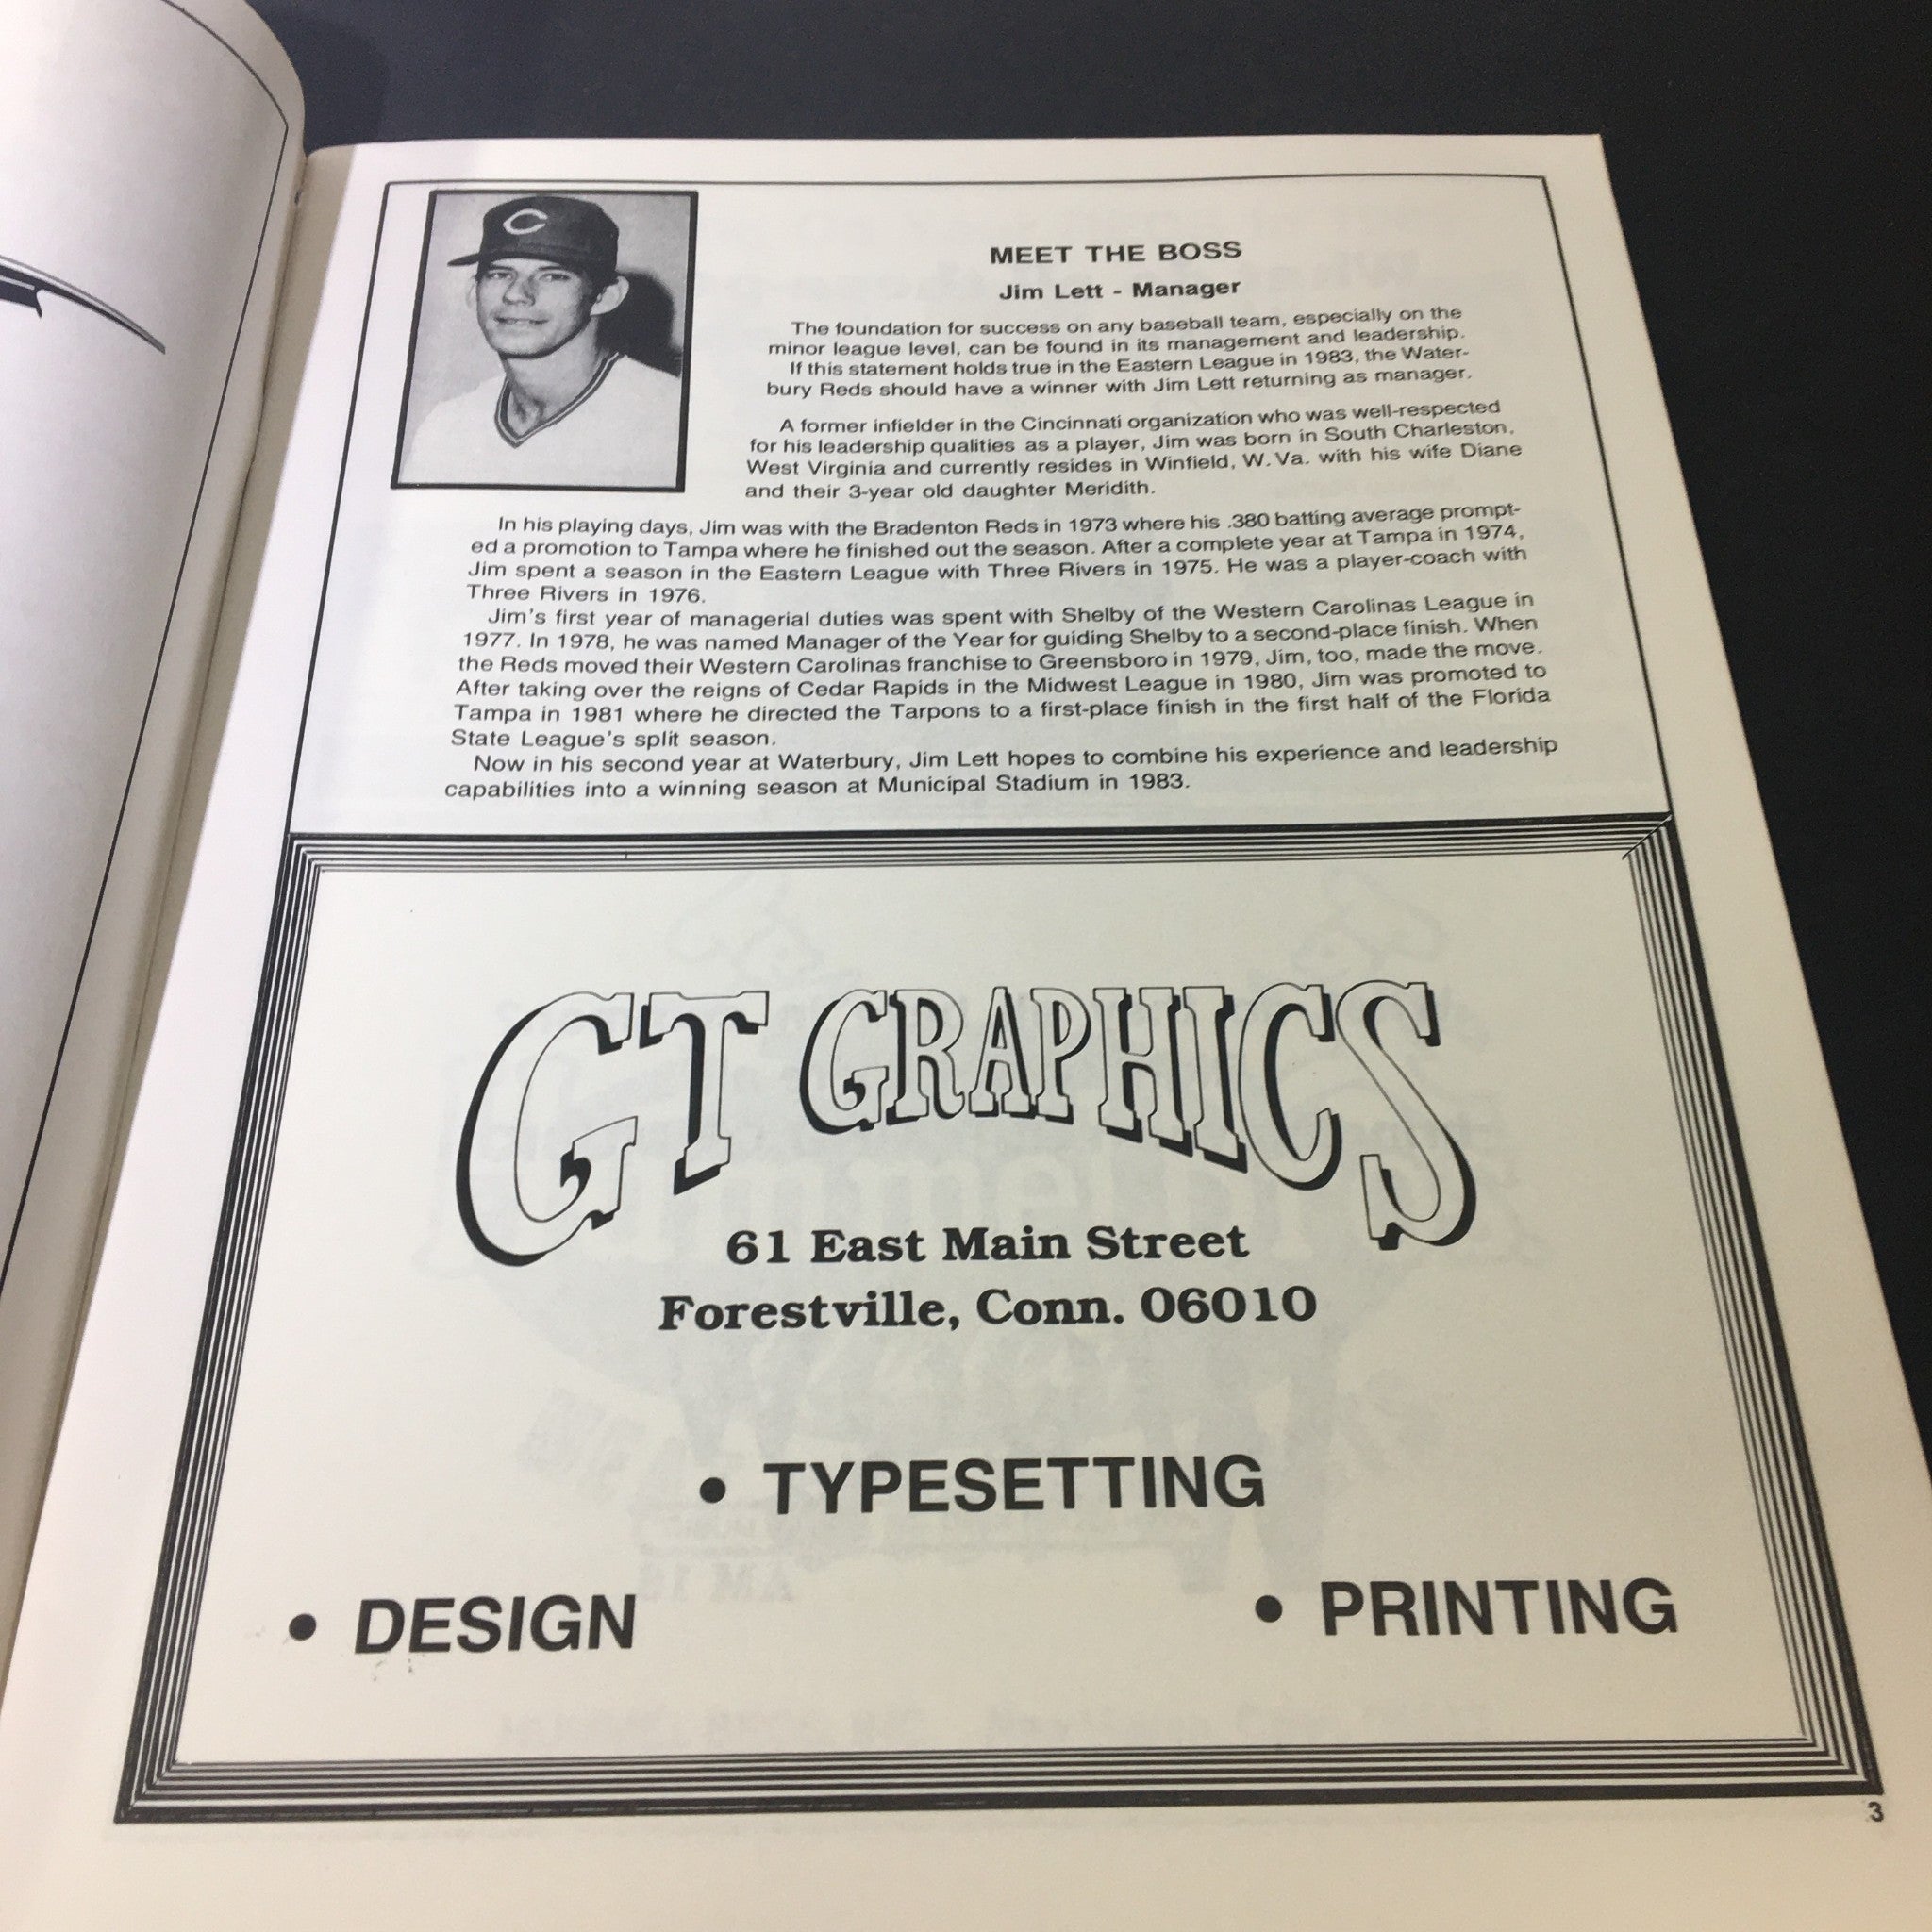 C
MEET THE BOSS
Jim Lett - Manager
The foundation for success on any baseball team, especially on the
minor league level, can be found in its management and leadership.
If this statement holds true in the Eastern League in 1983, the Water-
bury Reds should have a winner with Jim Lett returning as manager.
A former infielder in the Cincinnati organization who was well-respected
for his leadership qualities as a player, Jim was born in South Charleston,
West Virginia and currently resides in Winfield, W. Va. with his wife Diane
and their 3-year old daughter Meridith.
In his playing days, Jim was with the Bradenton Reds in 1973 where his .380 batting average prompt-
ed a promotion to Tampa where he finished out the season. After a complete year at Tampa in 1974,
Jim spent a season in the Eastern League with Three Rivers in 1975. He was a player-coach with
Three Rivers in 1976.
Jim's first year of managerial duties was spent with Shelby of the Western Carolinas League in
1977. In 1978, he was named Manager of the Year for guiding Shelby to a second-place finish. When
the Reds moved their Western Carolinas franchise to Greensboro in 1979, Jim, too, made the move.
After taking over the reigns of Cedar Rapids in the Midwest League in 1980, Jim was promoted to
Tampa in 1981 where he directed the Tarpons to a first-place finish in the first half of the Florida
State League's split season.
Now in his second year at Waterbury, Jim Lett hopes to combine his experience and leadership
capabilities into a winning season at Municipal Stadium in 1983.
GT GRAPHICS
61 East Main Street
Forestville, Conn. 06010
• TYPESETTING
• DESIGN
• PRINTING
3